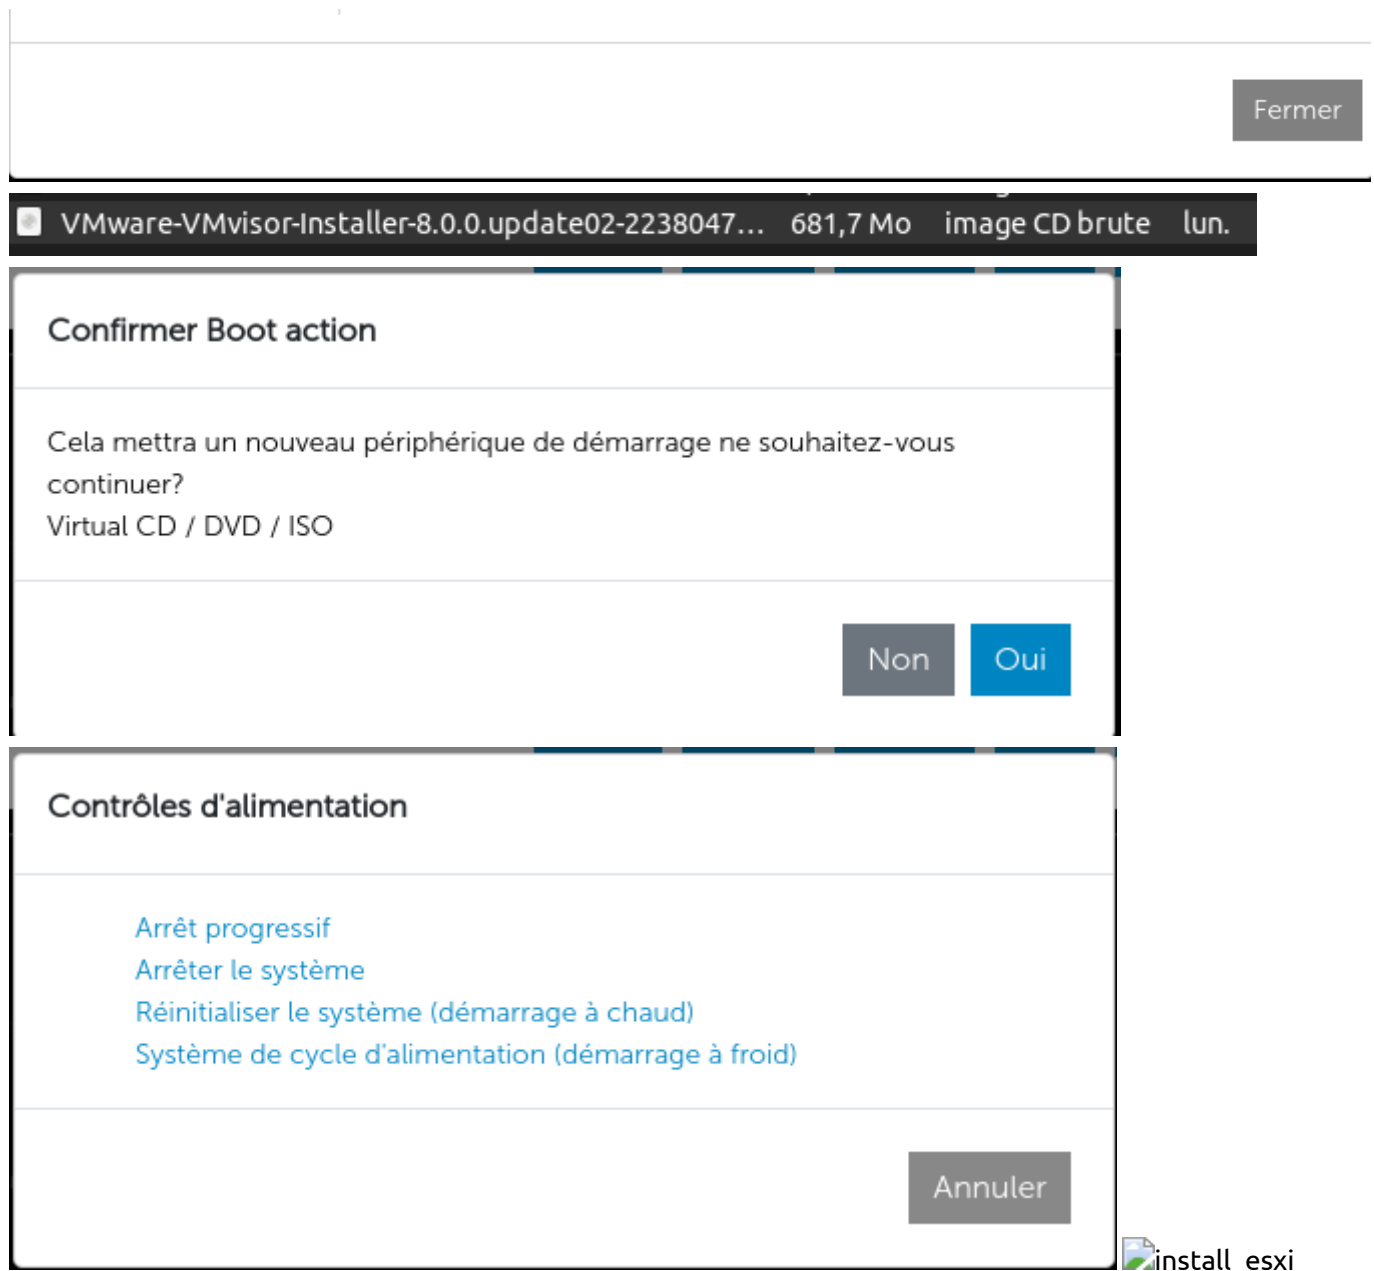 Fermer
VMware-VMvisor-Installer-8.0.0.update02-2238047... 681,7 Mo image CD brute lun.
Confirmer Boot action
Cela mettra un nouveau périphérique de démarrage ne souhaitez-vous
continuer?
Virtual CD / DVD / ISO
Non Oui
Contrôles d'alimentation
Arrêt progressif
Arrêter le système
Réinitialiser le système (démarrage à chaud)
Système de cycle d'alimentation (démarrage à froid)
Annuler
install_esxi